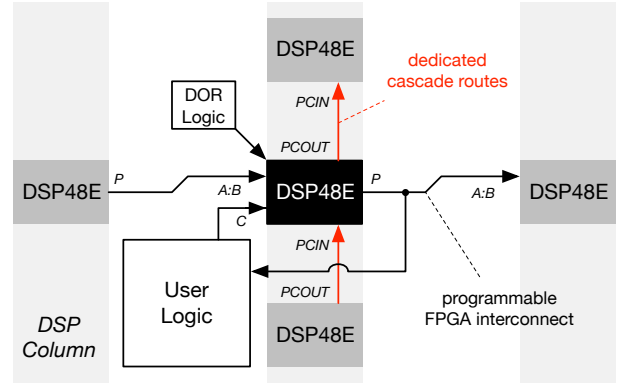 DSP48E
dedicated
cascade routes
PCIN
DOR
Logic
PCOUT
DSP48E
P
A:B
DSP48E
P
A:B
DSP48E
C
PCIN
User
Logic
PCOUT
programmable
FPGA interconnect
DSP
Column
DSP48E